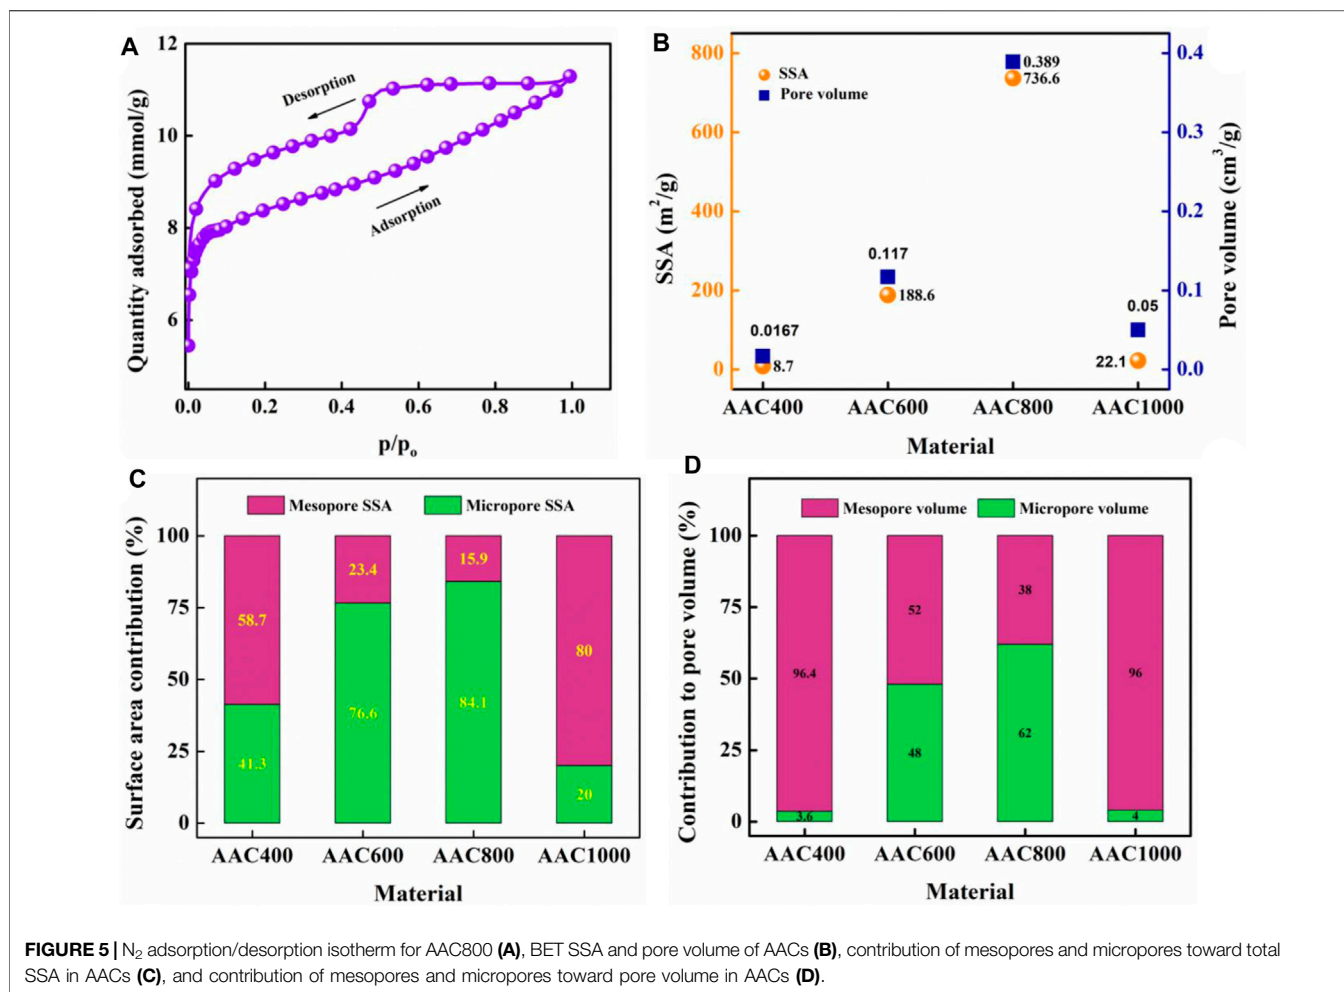 A
12
10
8
6
Quantity adsorbed (mmol/g)
Desorption
Adsorption
0.0 0.2 0.4 0.6 0.8 1.0
p/p₀
B
800
600
400
200
0
SSA (m²/g)
SSA
Pore volume
0.389
736.6
0.117
188.6
0.0167
8.7
0.05
22.1
0.4
0.3
0.2
0.1
0.0
Pore volume (cm³/g)
AAC400 AAC600 AAC800 AAC1000
Material
C
Mesopore SSA Micropore SSA
100
75
50
25
0
Surface area contribution (%)
58.7
41.3
23.4
76.6
15.9
84.1
80
20
AAC400 AAC600 AAC800 AAC1000
Material
D
Mesopore volume Micropore volume
100
75
50
25
0
Contribution to pore volume (%)
96.4
3.6
52
48
38
62
96
4
AAC400 AAC600 AAC800 AAC1000
Material
FIGURE 5 | N₂ adsorption/desorption isotherm for AAC800 (A), BET SSA and pore volume of AACs (B), contribution of mesopores and micropores toward total
SSA in AACs (C), and contribution of mesopores and micropores toward pore volume in AACs (D).